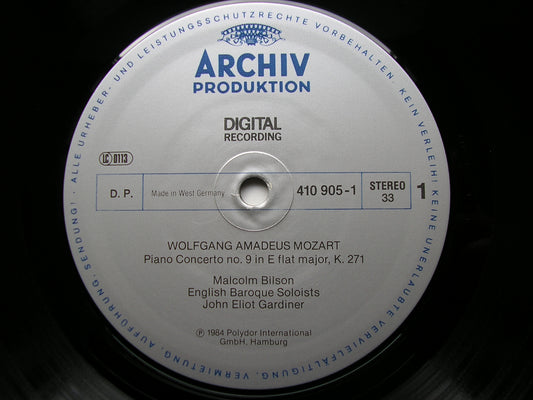 ALLE URHEBER- UND LEISTUNGSSCHUTZRECHTE VORBEHALTEN. KEIN VERLEIH! KEINE UNERLAUBTE VERVIELFÄLTIGUNG, VERMIETUNG, AUFFÜHRUNG, SENDUNG!
ARCHIV
PRODUKTION
DIGITAL
RECORDING
LC 0113
D. P.
Made in West Germany
410 905-1
STEREO
33
1
WOLFGANG AMADEUS MOZART
Piano Concerto no. 9 in E flat major, K. 271
Malcolm Bilson
English Baroque Soloists
John Eliot Gardiner
℗ 1984 Polydor International
GmbH, Hamburg